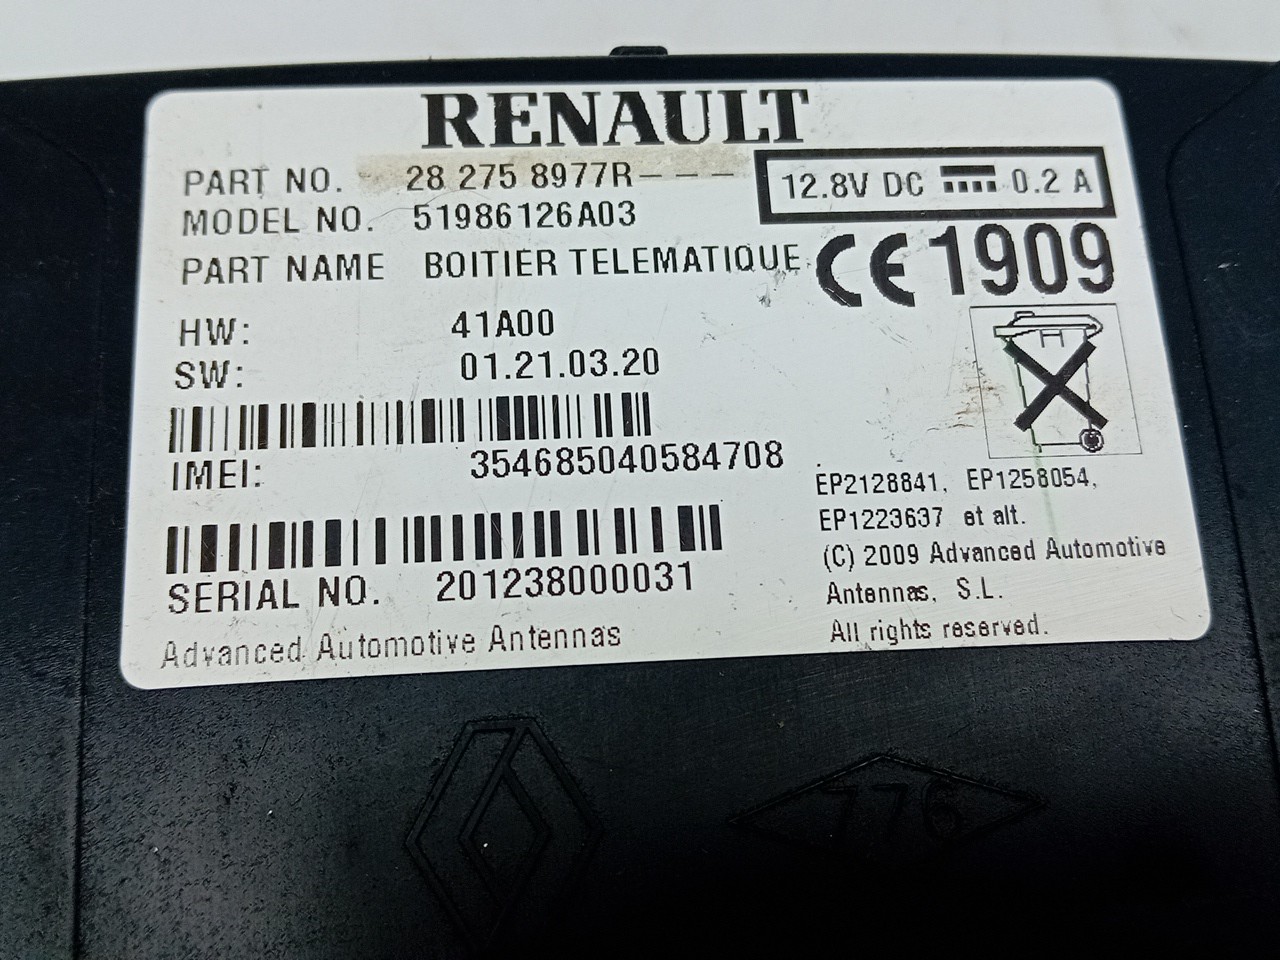 RENAULT
PART NO. 28 275 8977R---
12.8V DC 0.2 A
MODEL NO. 51986126A03
PART NAME BOITIER TELEMATIQUE
CE1909
HW: 41A00
SW: 01.21.03.20
IMEI: 354685040584708
EP2128841, EP1258054,
EP1223637 et alt.
(C) 2009 Advanced Automotive
Antennas, S.L.
All rights reserved.
SERIAL NO. 201238000031
Advanced Automotive Antennas
776